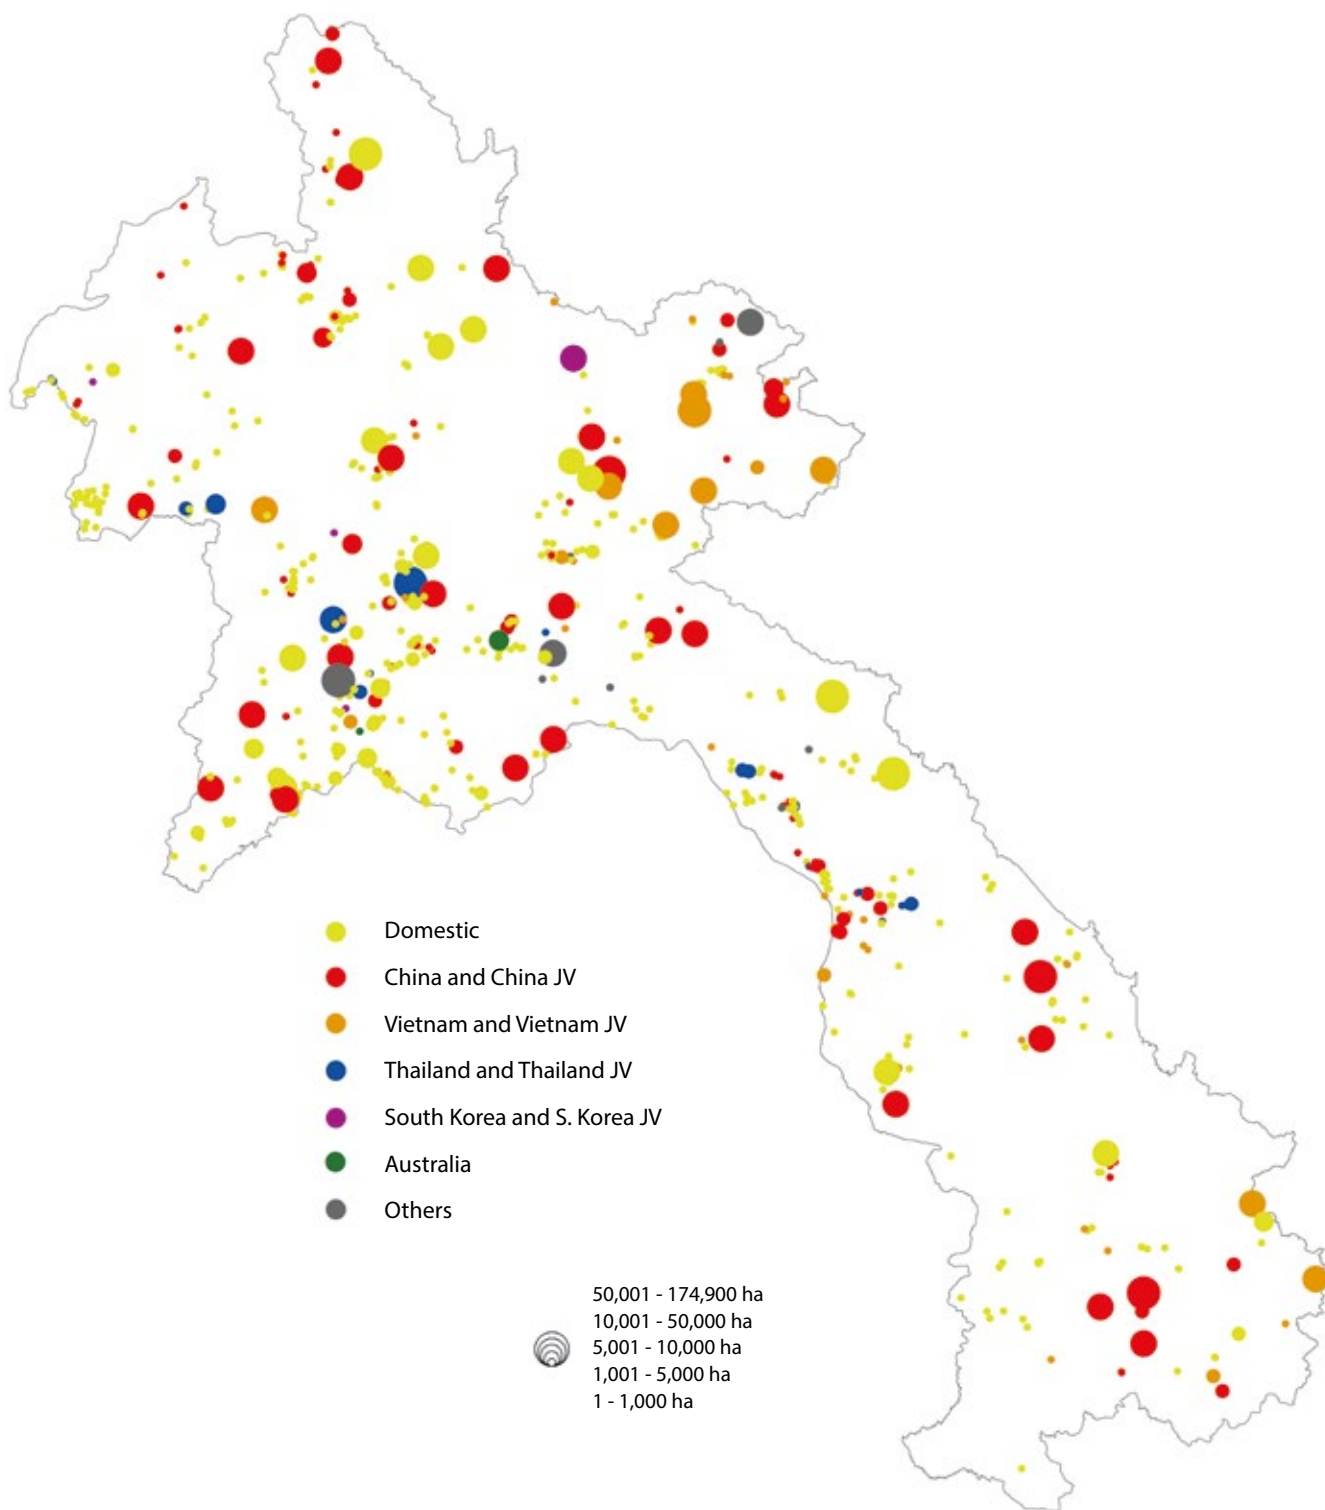 Domestic
China and China JV
Vietnam and Vietnam JV
Thailand and Thailand JV
South Korea and S. Korea JV
Australia
Others
50,001 - 174,900 ha
10,001 - 50,000 ha
5,001 - 10,000 ha
1,001 - 5,000 ha
1 - 1,000 ha